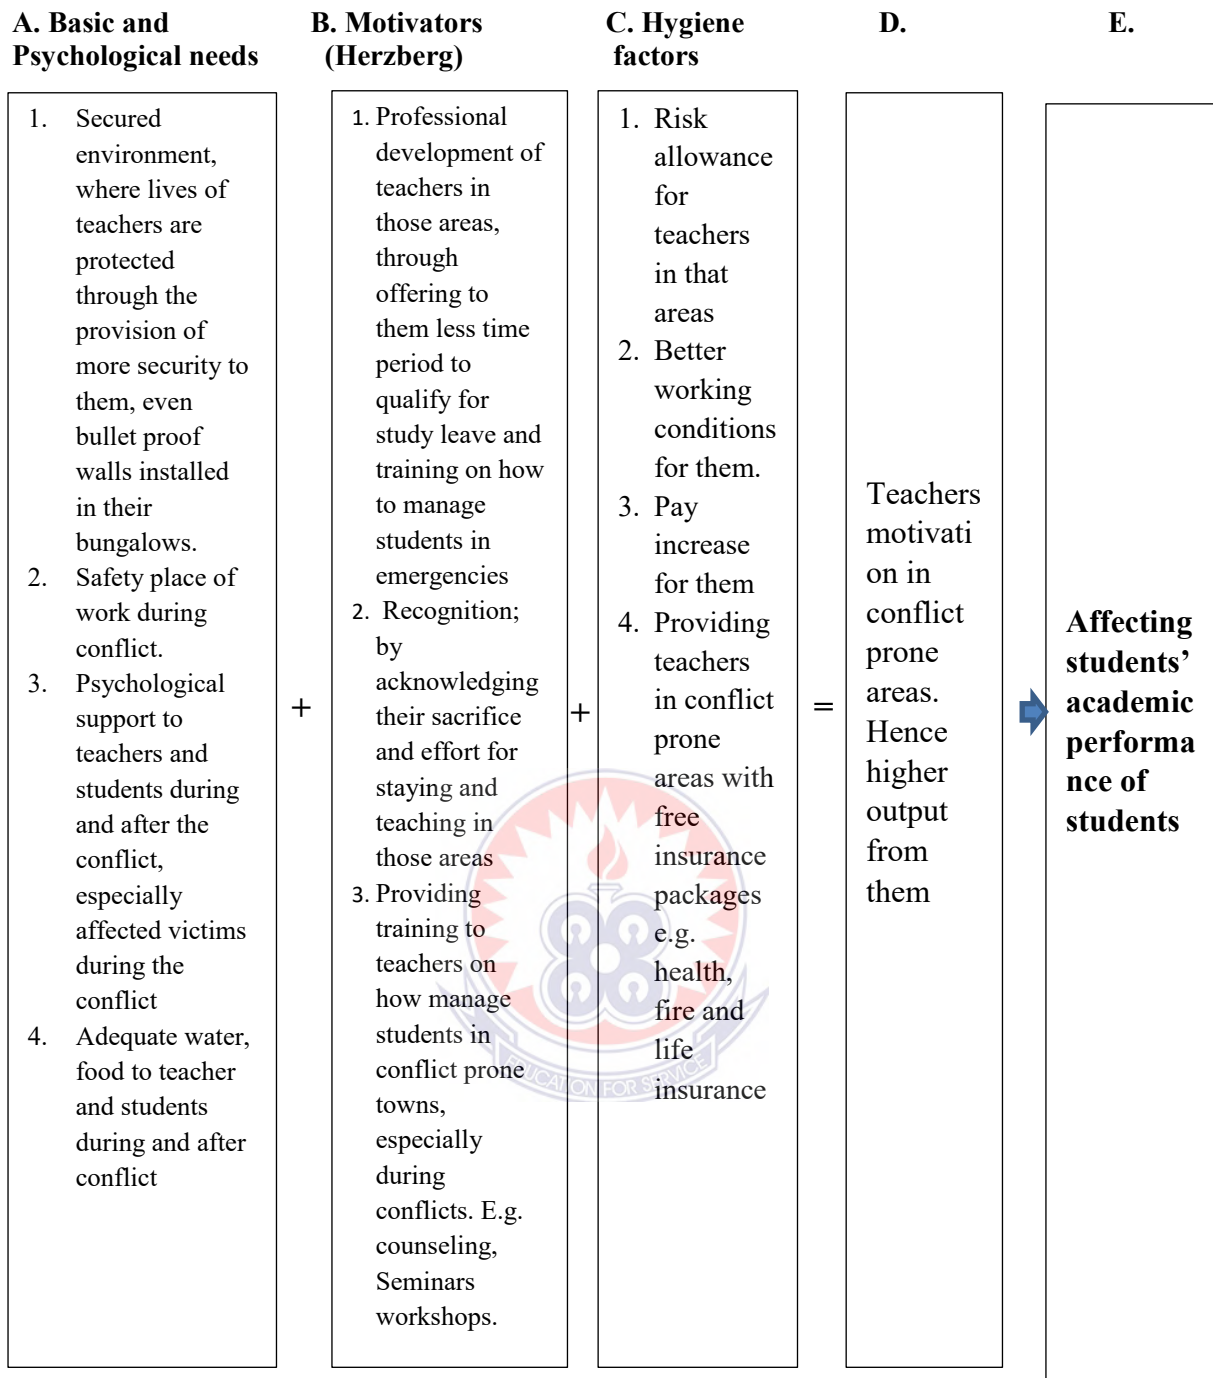 A. Basic and
Psychological needs
1. Secured
environment,
where lives of
teachers are
protected
through the
provision of
more security to
them, even
bullet proof
walls installed
in their
bungalows.
2. Safety place of
work during
conflict.
3. Psychological
support to
teachers and
students during
and after the
conflict,
especially
affected victims
during the
conflict
4. Adequate water,
food to teacher
and students
during and after
conflict
+
B. Motivators
(Herzberg)
1. Professional
development of
teachers in
those areas,
through
offering to
them less time
period to
qualify for
study leave and
training on how
to manage
students in
emergencies
2. Recognition;
by
acknowledging
their sacrifice
and effort for
staying and
teaching in
those areas
3. Providing
training to
teachers on
how manage
students in
conflict prone
towns,
especially
during
conflicts. E.g.
counseling,
Seminars
workshops.
+
C. Hygiene
factors
1. Risk
allowance
for
teachers
in that
areas
2. Better
working
conditions
for them.
3. Pay
increase
for them
4. Providing
teachers
in conflict
prone
areas with
free
insurance
packages
e.g.
health,
fire and
life
insurance
=
D.
Teachers
motivati
on in
conflict
prone
areas.
Hence
higher
output
from
them
E.
Affecting
students’
academic
performa
nce of
students
EDUCATION FOR SERVICE